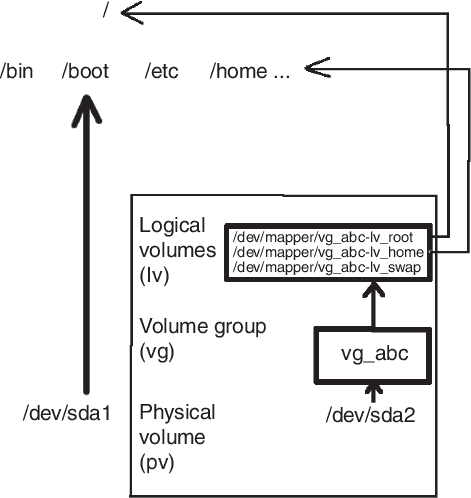 /
/bin /boot /etc /home ...
Logical
volumes
(lv)
/dev/mapper/vg_abc-lv_root
/dev/mapper/vg_abc-lv_home
/dev/mapper/vg_abc-lv_swap
Volume group
(vg)
vg_abc
/dev/sda1
Physical
volume
(pv)
/dev/sda2